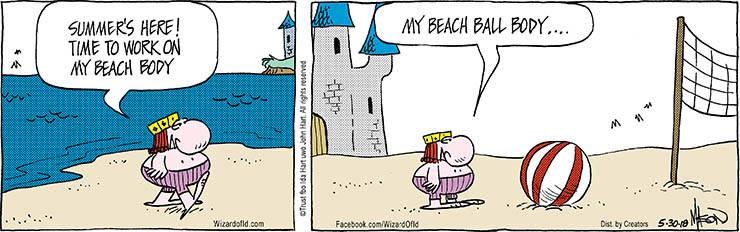 SUMMER'S HERE!
TIME TO WORK ON
MY BEACH BODY
WizardofId.com
©Trust fbo Ida Hart uwo John Hart. All rights reserved
MY BEACH BALL BODY....
Facebook.com/WizardOfId
Dist. by Creators
5-30-18
MASON